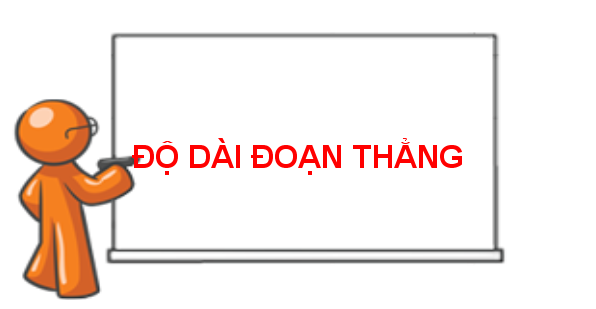 ĐỘ DÀI ĐOẠN THẲNG